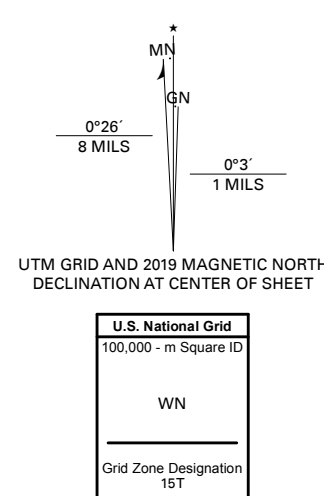 ★
MN
GN
0°26´
8 MILS
0°3´
1 MILS
UTM GRID AND 2019 MAGNETIC NORTH
DECLINATION AT CENTER OF SHEET
U.S. National Grid
100,000 - m Square ID
WN
Grid Zone Designation
15T